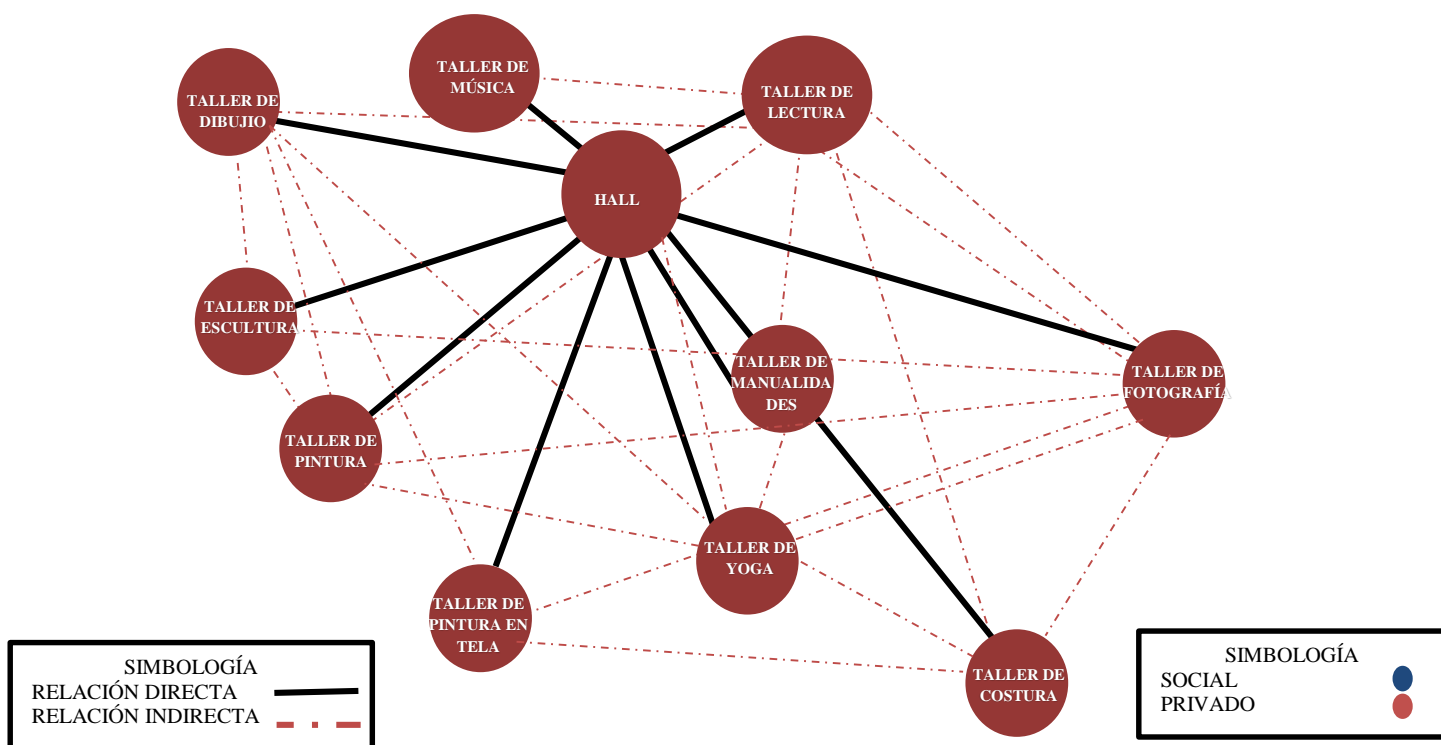 TALLER DE
MÚSICA
TALLER DE
LECTURA
TALLER DE
DIBUJIO
HALL
TALLER DE
ESCULTURA
TALLER DE
MANUALIDA
DES
TALLER DE
FOTOGRAFÍA
TALLER DE
PINTURA
TALLER DE
YOGA
TALLER DE
PINTURA EN
TELA
TALLER DE
COSTURA
SIMBOLOGÍA
RELACIÓN DIRECTA
RELACIÓN INDIRECTA
SIMBOLOGÍA
SOCIAL
PRIVADO